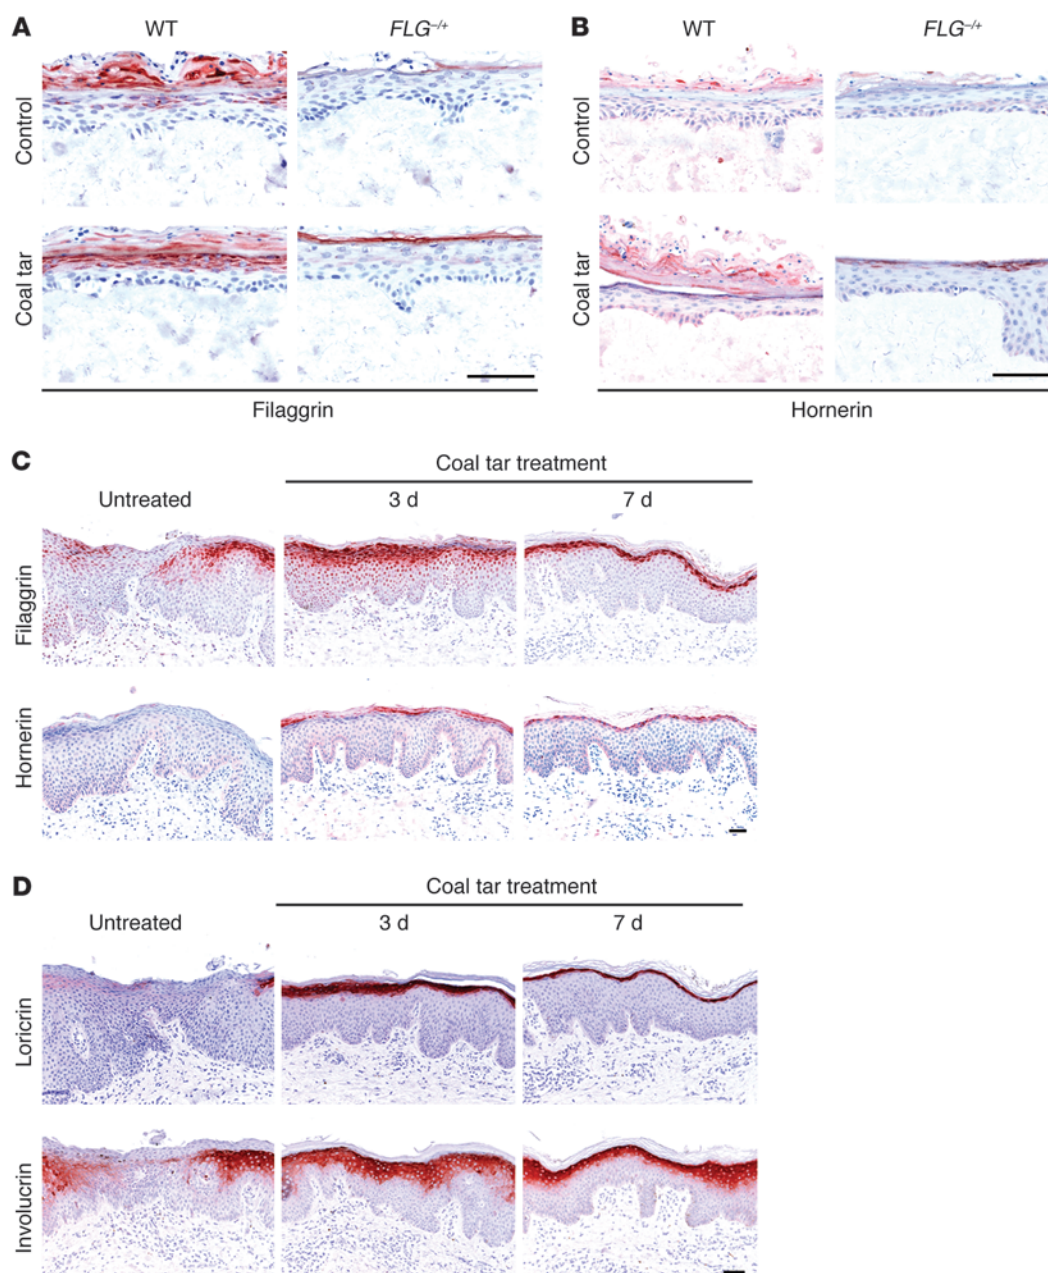 A
WT
FLG−/+
Control
Coal tar
Filaggrin
B
WT
FLG−/+
Control
Coal tar
Hornerin
C
Coal tar treatment
Untreated
3 d
7 d
Filaggrin
Hornerin
D
Coal tar treatment
Untreated
3 d
7 d
Loricrin
Involucrin